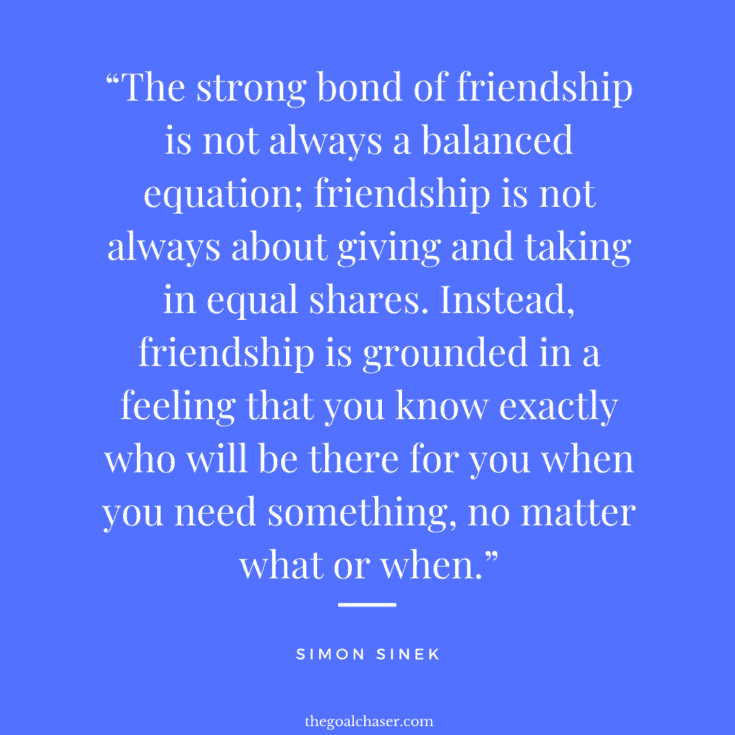 “The strong bond of friendship
is not always a balanced
equation; friendship is not
always about giving and taking
in equal shares. Instead,
friendship is grounded in a
feeling that you know exactly
who will be there for you when
you need something, no matter
what or when.”
SIMON SINEK
thegoalchaser.com